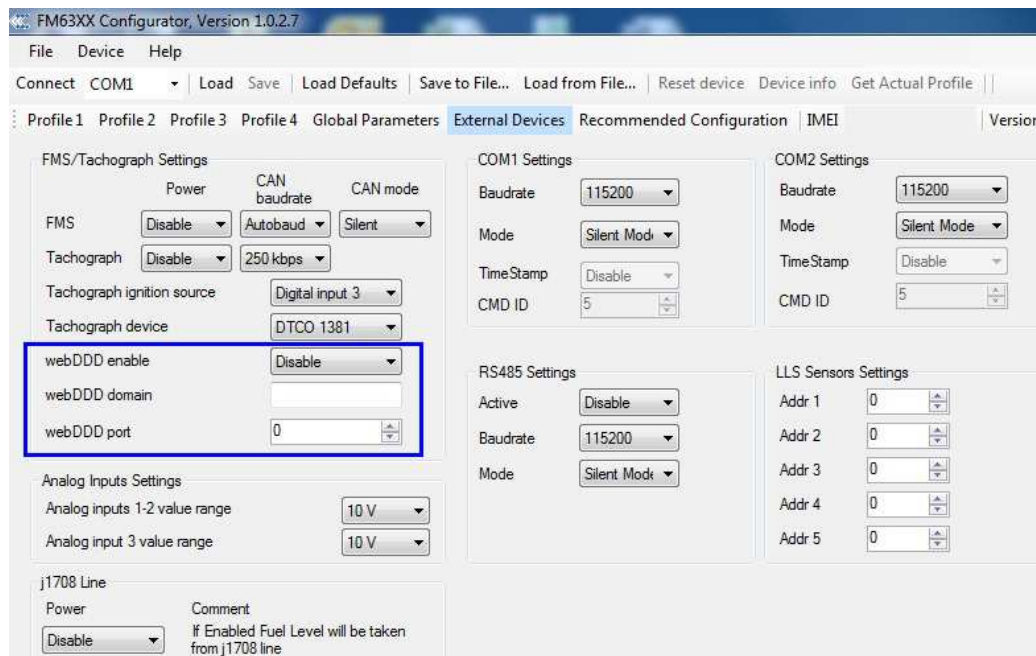 FM63XX Configurator, Version 1.0.2.7
File Device Help
Connect COM1 Load Save Load Defaults Save to File... Load from File... Reset device Device info Get Actual Profile
Profile 1 Profile 2 Profile 3 Profile 4 Global Parameters External Devices Recommended Configuration IMEI Version
FMS/Tachograph Settings
Power CAN baudrate CAN mode
FMS Disable Autobaud Silent
Tachograph Disable 250 kbps
Tachograph ignition source Digital input 3
Tachograph device DTCO 1381
webDDD enable Disable
webDDD domain
webDDD port 0
Analog Inputs Settings
Analog inputs 1-2 value range 10 V
Analog input 3 value range 10 V
j1708 Line
Power Comment
Disable If Enabled Fuel Level will be taken
from j1708 line
COM1 Settings
Baudrate 115200
Mode Silent Mod
TimeStamp Disable
CMD ID 5
RS485 Settings
Active Disable
Baudrate 115200
Mode Silent Mode
COM2 Settings
Baudrate 115200
Mode Silent Mode
TimeStamp Disable
CMD ID 5
LLS Sensors Settings
Addr 1 0
Addr 2 0
Addr 3 0
Addr 4 0
Addr 5 0